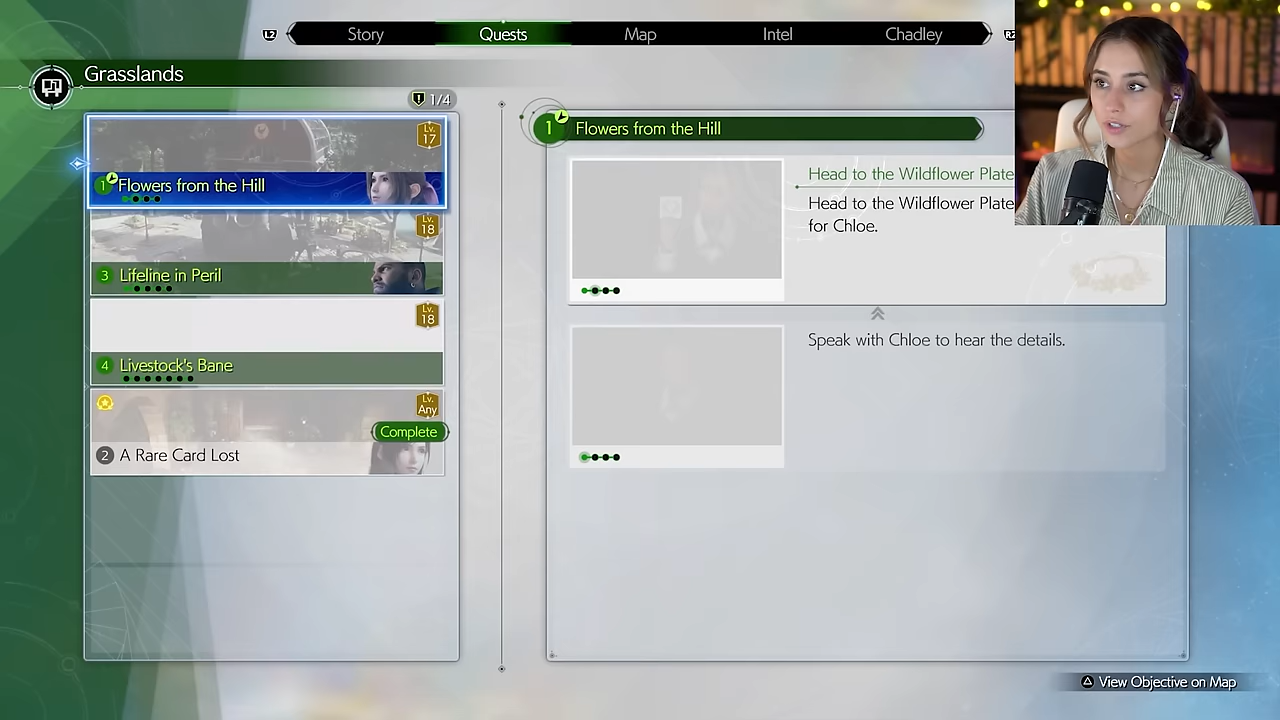 L2
Story
Quests
Map
Intel
Chadley
Grasslands
1/4
Lv. 17
1
Flowers from the Hill
Lv. 18
3
Lifeline in Peril
Lv. 18
4
Livestock's Bane
Lv. Any
Complete
2
A Rare Card Lost
1
Flowers from the Hill
Head to the Wildflower Plate
Head to the Wildflower Plate
for Chloe.
Speak with Chloe to hear the details.
View Objective on Map